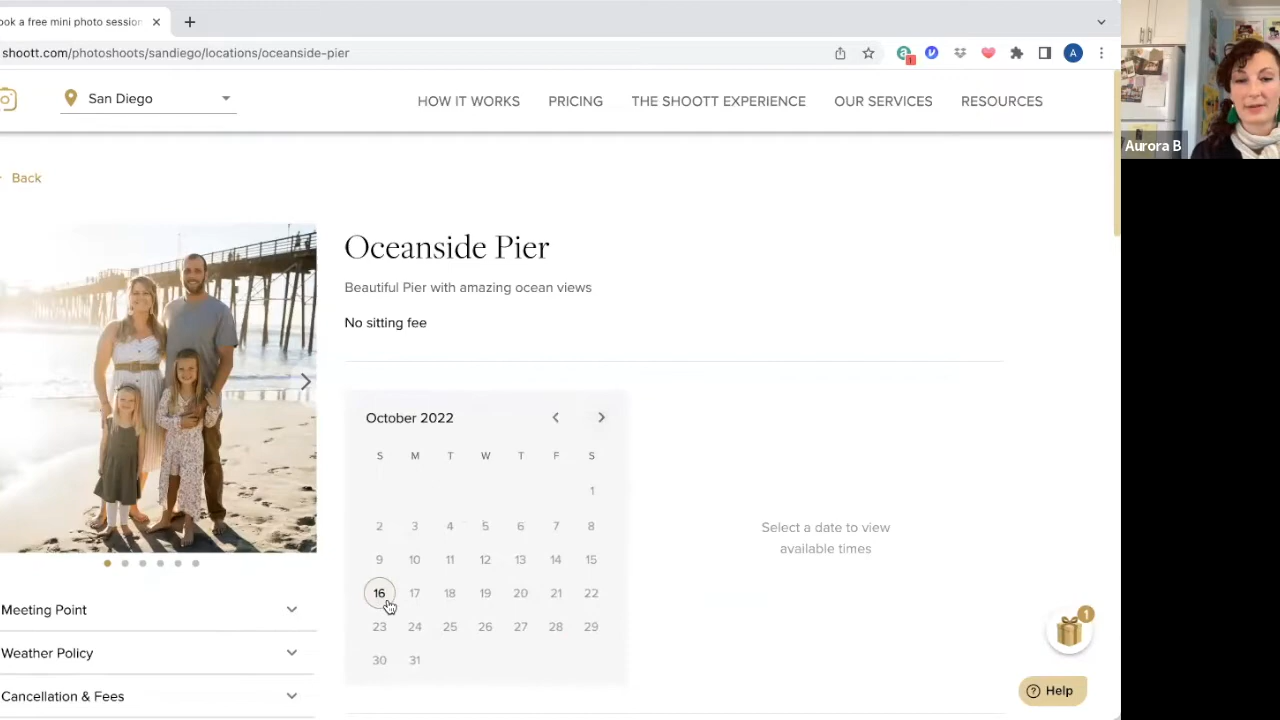 ook a free mini photo session
shoott.com/photoshoots/sandiego/locations/oceanside-pier
1
A
San Diego
HOW IT WORKS
PRICING
THE SHOOTT EXPERIENCE
OUR SERVICES
RESOURCES
Aurora B
Back
Oceanside Pier
Beautiful Pier with amazing ocean views
No sitting fee
October 2022
S M T W T F S
1
2 3 4 5 6 7 8
9 10 11 12 13 14 15
16 17 18 19 20 21 22
23 24 25 26 27 28 29
30 31
Select a date to view
available times
Meeting Point
Weather Policy
Cancellation & Fees
1
Help